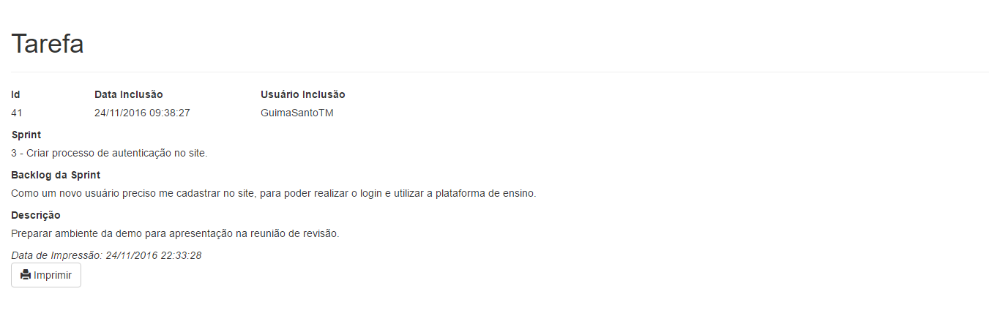 Tarefa
Id Data Inclusão Usuário Inclusão
41 24/11/2016 09:38:27 GuimaSantoTM
Sprint
3 - Criar processo de autenticação no site.
Backlog da Sprint
Como um novo usuário preciso me cadastrar no site, para poder realizar o login e utilizar a plataforma de ensino.
Descrição
Preparar ambiente da demo para apresentação na reunião de revisão.
Data de Impressão: 24/11/2016 22:33:28
Imprimir